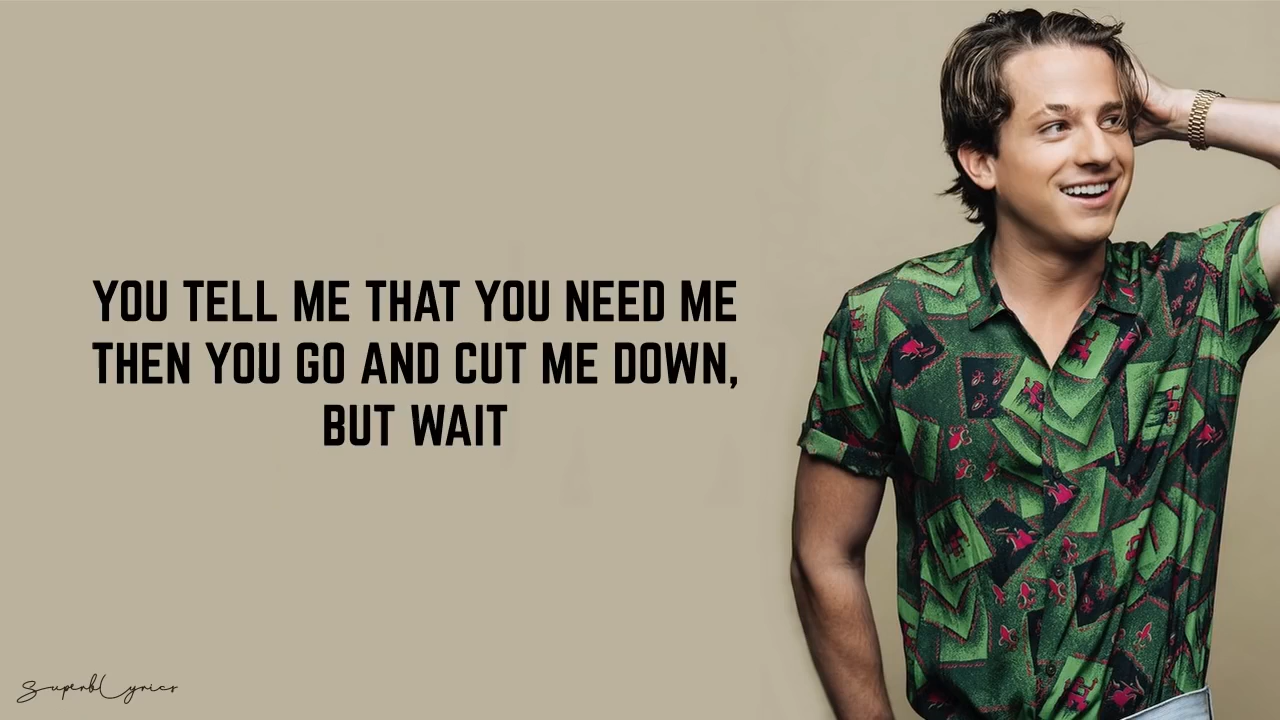 YOU TELL ME THAT YOU NEED ME
THEN YOU GO AND CUT ME DOWN,
BUT WAIT
SuperbLyrics